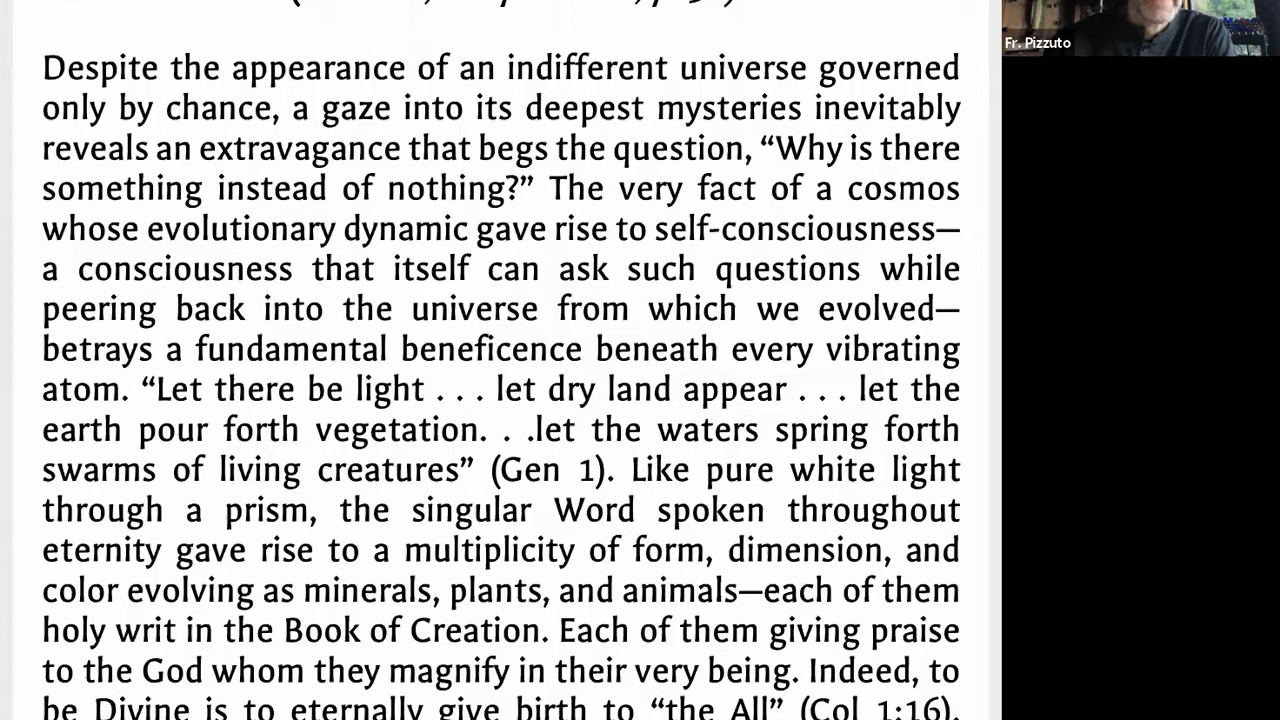 Fr. Pizzuto
Despite the appearance of an indifferent universe governed
only by chance, a gaze into its deepest mysteries inevitably
reveals an extravagance that begs the question, “Why is there
something instead of nothing?” The very fact of a cosmos
whose evolutionary dynamic gave rise to self-consciousness—
a consciousness that itself can ask such questions while
peering back into the universe from which we evolved—
betrays a fundamental beneficence beneath every vibrating
atom. “Let there be light . . . let dry land appear . . . let the
earth pour forth vegetation. . .let the waters spring forth
swarms of living creatures” (Gen 1). Like pure white light
through a prism, the singular Word spoken throughout
eternity gave rise to a multiplicity of form, dimension, and
color evolving as minerals, plants, and animals—each of them
holy writ in the Book of Creation. Each of them giving praise
to the God whom they magnify in their very being. Indeed, to
be Divine is to eternally give birth to “the All” (Col 1:16).